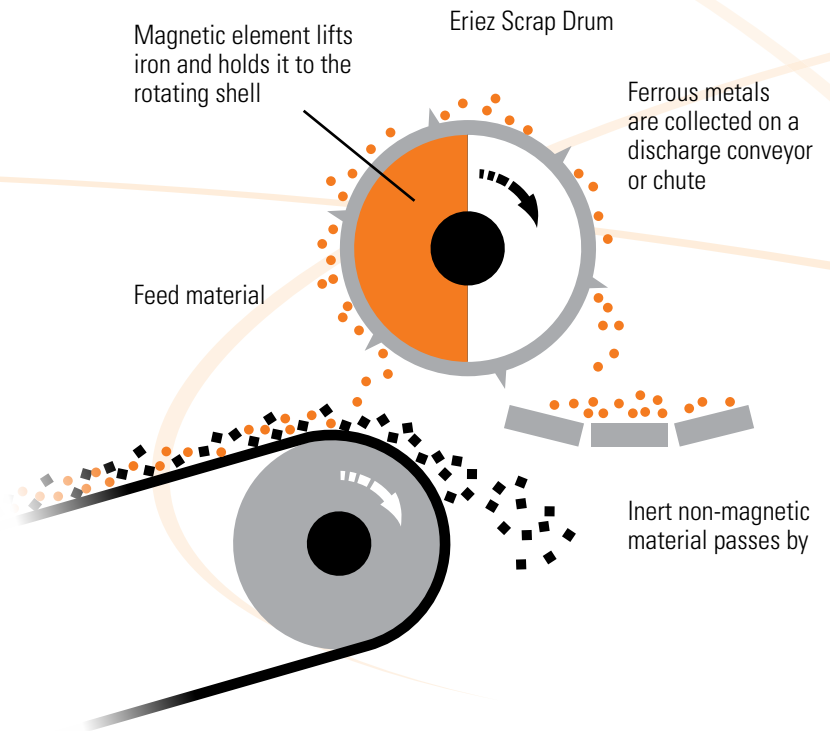 Eriez Scrap Drum
Magnetic element lifts
iron and holds it to the
rotating shell
Ferrous metals
are collected on a
discharge conveyor
or chute
Feed material
Inert non-magnetic
material passes by